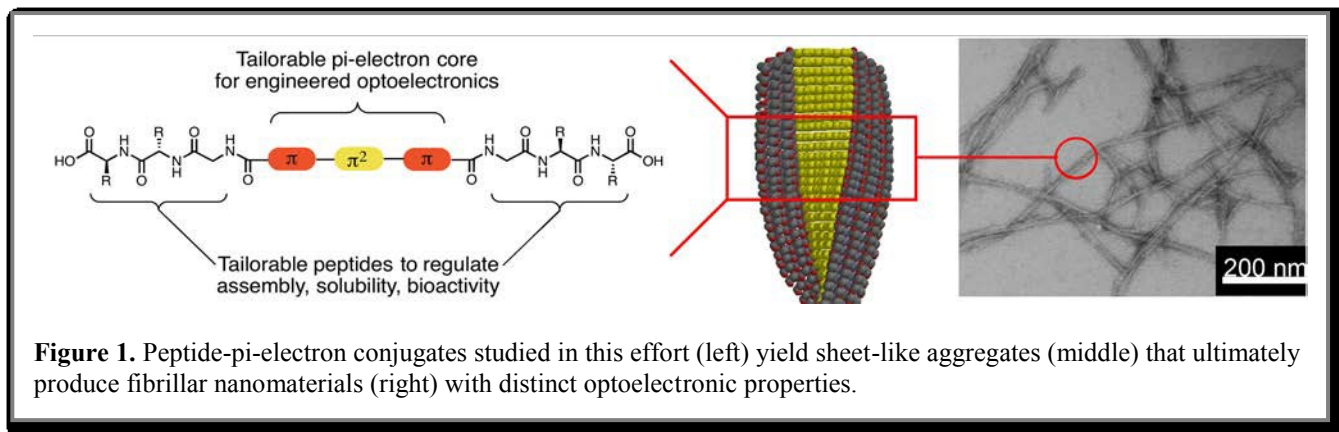 Tailorable pi-electron core
for engineered optoelectronics
O
HO
R
H
N
O
R
N
H
O
H
N
O
π
π²
π
O
H
N
O
N
H
R
O
H
N
R
O
OH
Tailorable peptides to regulate
assembly, solubility, bioactivity
200 nm
Figure 1. Peptide-pi-electron conjugates studied in this effort (left) yield sheet-like aggregates (middle) that ultimately
produce fibrillar nanomaterials (right) with distinct optoelectronic properties.